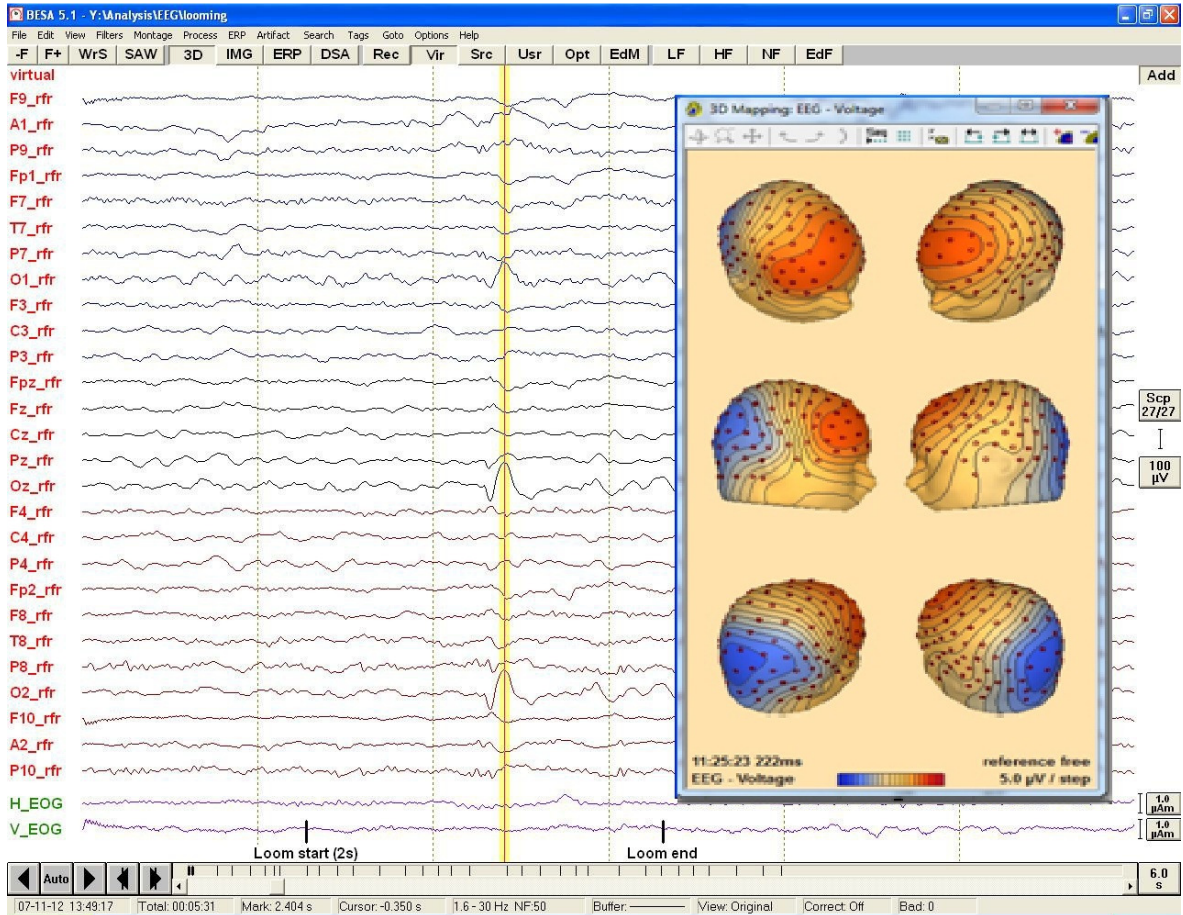 BESA 5.1 - Y:\Analysis\EEG\looming
File Edit View Filters Montage Process ERP Artifact Search Tags Goto Options Help
-F F+ WrS SAW 3D IMG ERP DSA Rec Vir Src Usr Opt EdM LF HF NF EdF
virtual Add
F9_rfr
3D Mapping: EEG - Voltage
A1_rfr
P9_rfr
Fp1_rfr
F7_rfr
T7_rfr
P7_rfr
O1_rfr
F3_rfr
C3_rfr
P3_rfr
Fpz_rfr
Scp
27/27
Fz_rfr
Cz_rfr
Pz_rfr
100
µV
Oz_rfr
F4_rfr
C4_rfr
P4_rfr
Fp2_rfr
F8_rfr
T8_rfr
P8_rfr
O2_rfr
F10_rfr
A2_rfr
P10_rfr
11:25:23 222ms reference free
EEG - Voltage 5.0 µV / step
H_EOG
1.0
µAm
V_EOG
1.0
µAm
Loom start (2s) Loom end
Auto
6.0
s
07-11-12 13:49:17 Total: 00:05:31 Mark: 2.404 s Cursor: -0.350 s 1.6 - 30 Hz NF:50 Buffer: View: Original Correct: Off Bad: 0